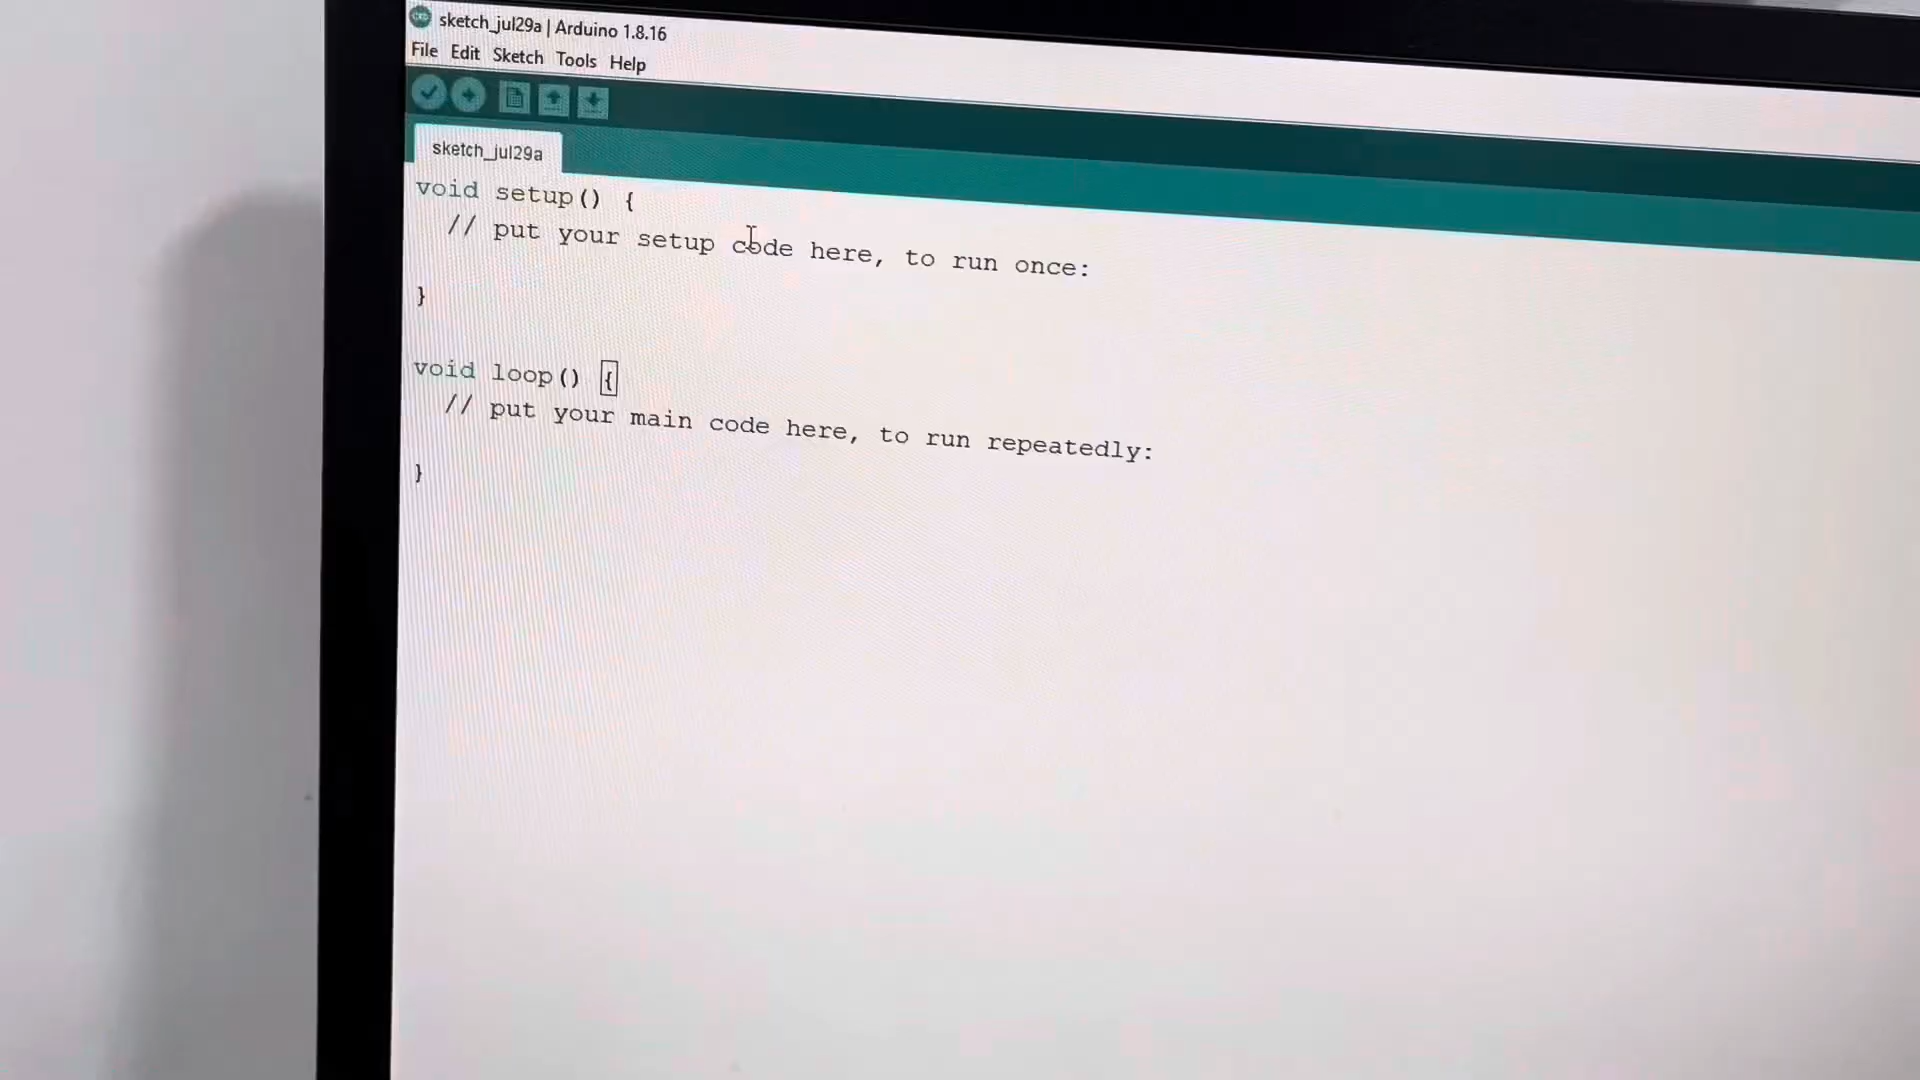 sketch_jul29a | Arduino 1.8.16
File Edit Sketch Tools Help
sketch_jul29a
void setup() {
// put your setup code here, to run once:
}
void loop() {
// put your main code here, to run repeatedly:
}